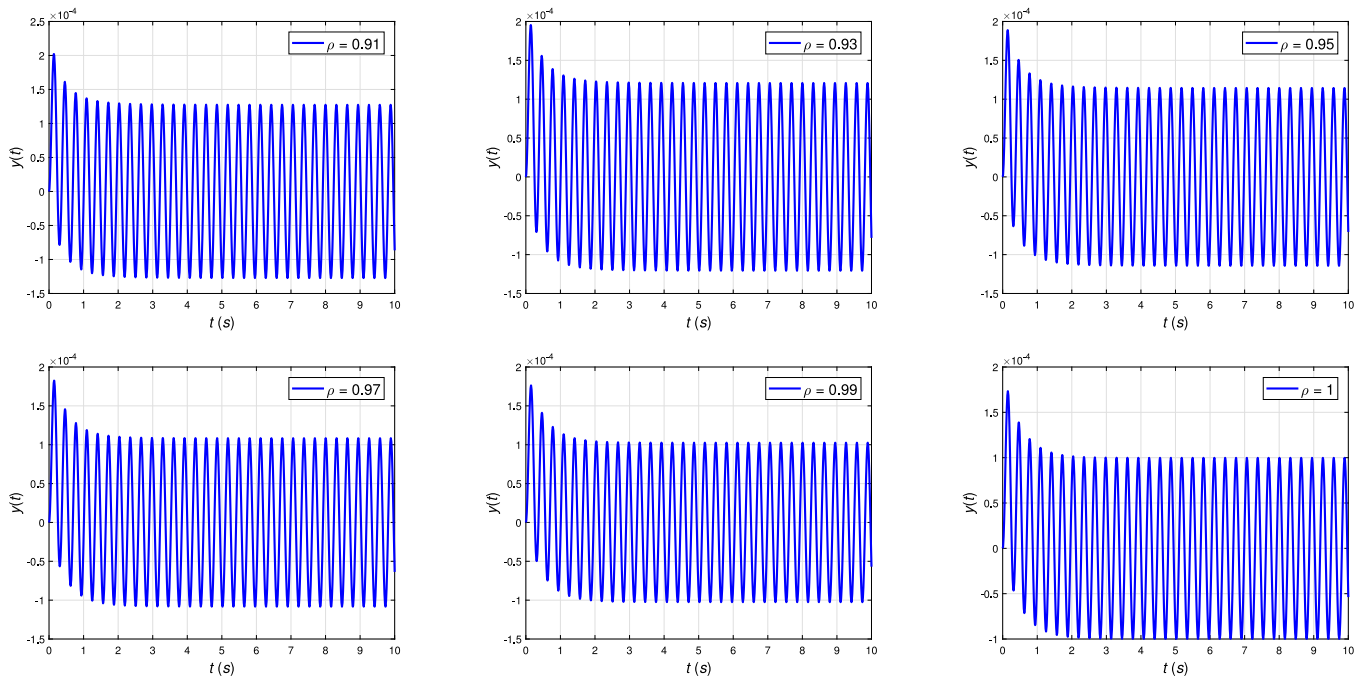 ×10⁻⁴
2.5
2
1.5
1
0.5
0
-0.5
-1
-1.5
y(t)
ρ = 0.91
0 1 2 3 4 5 6 7 8 9 10
t (s)
×10⁻⁴
2
1.5
1
0.5
0
-0.5
-1
-1.5
y(t)
ρ = 0.93
0 1 2 3 4 5 6 7 8 9 10
t (s)
×10⁻⁴
2
1.5
1
0.5
0
-0.5
-1
-1.5
y(t)
ρ = 0.95
0 1 2 3 4 5 6 7 8 9 10
t (s)
×10⁻⁴
2
1.5
1
0.5
0
-0.5
-1
-1.5
y(t)
ρ = 0.97
0 1 2 3 4 5 6 7 8 9 10
t (s)
×10⁻⁴
2
1.5
1
0.5
0
-0.5
-1
-1.5
y(t)
ρ = 0.99
0 1 2 3 4 5 6 7 8 9 10
t (s)
×10⁻⁴
2
1.5
1
0.5
0
-0.5
-1
y(t)
ρ = 1
0 1 2 3 4 5 6 7 8 9 10
t (s)